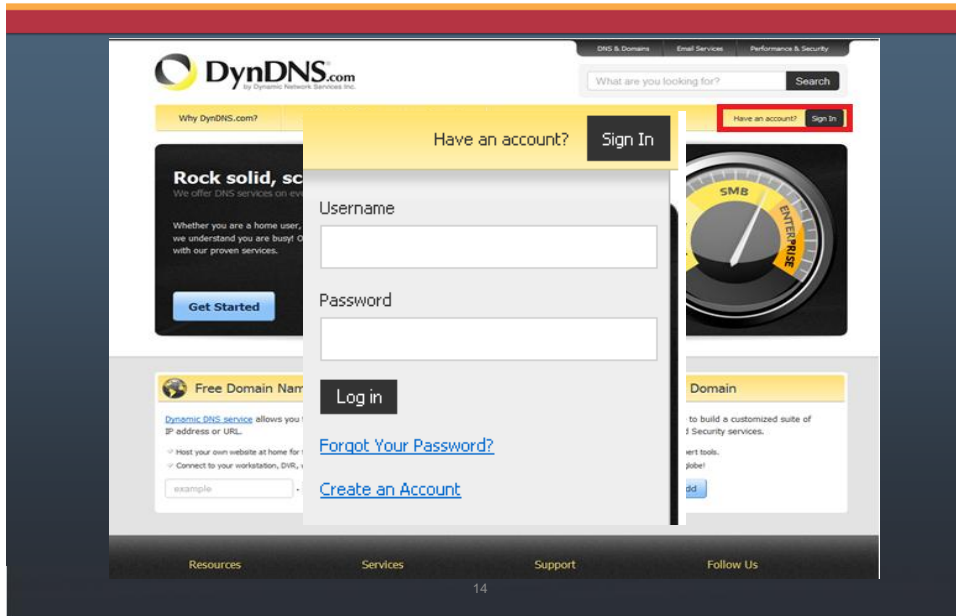 DNS & Domains Email Services Performance & Security
DynDNS.com
by Dynamic Network Services Inc.
What are you looking for? Search
Why DynDNS.com?
Have an account? Sign In
Have an account? Sign In
Rock solid, sc
We offer DNS services on eve
Whether you are a home user,
we understand you are busy! O
with our proven services.
Get Started
SMB
ENTERPRISE
Username
Password
Log in
Forgot Your Password?
Create an Account
Free Domain Nam
Dynamic DNS service allows you
IP address or URL.
Host your own website at home for
Connect to your workstation, DVR,
example
Domain
to build a customized suite of
Security services.
ert tools.
globe!
dd
Resources Services Support Follow Us
14